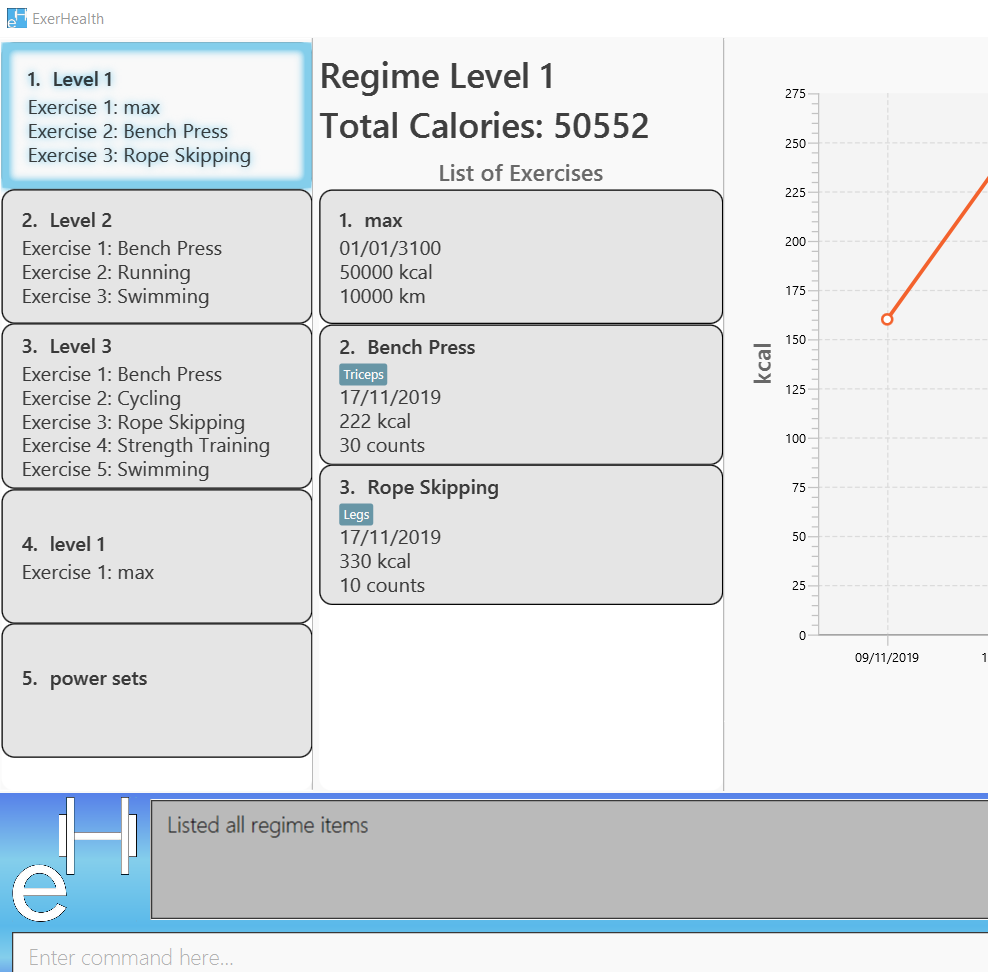 ExerHealth
1. Level 1
Exercise 1: max
Exercise 2: Bench Press
Exercise 3: Rope Skipping
2. Level 2
Exercise 1: Bench Press
Exercise 2: Running
Exercise 3: Swimming
3. Level 3
Exercise 1: Bench Press
Exercise 2: Cycling
Exercise 3: Rope Skipping
Exercise 4: Strength Training
Exercise 5: Swimming
4. level 1
Exercise 1: max
5. power sets
Regime Level 1
Total Calories: 50552
List of Exercises
1. max
01/01/3100
50000 kcal
10000 km
2. Bench Press
Triceps
17/11/2019
222 kcal
30 counts
3. Rope Skipping
Legs
17/11/2019
330 kcal
10 counts
275
250
225
200
175
150
125
100
75
50
25
0
kcal
09/11/2019
1
eH
Listed all regime items
Enter command here...